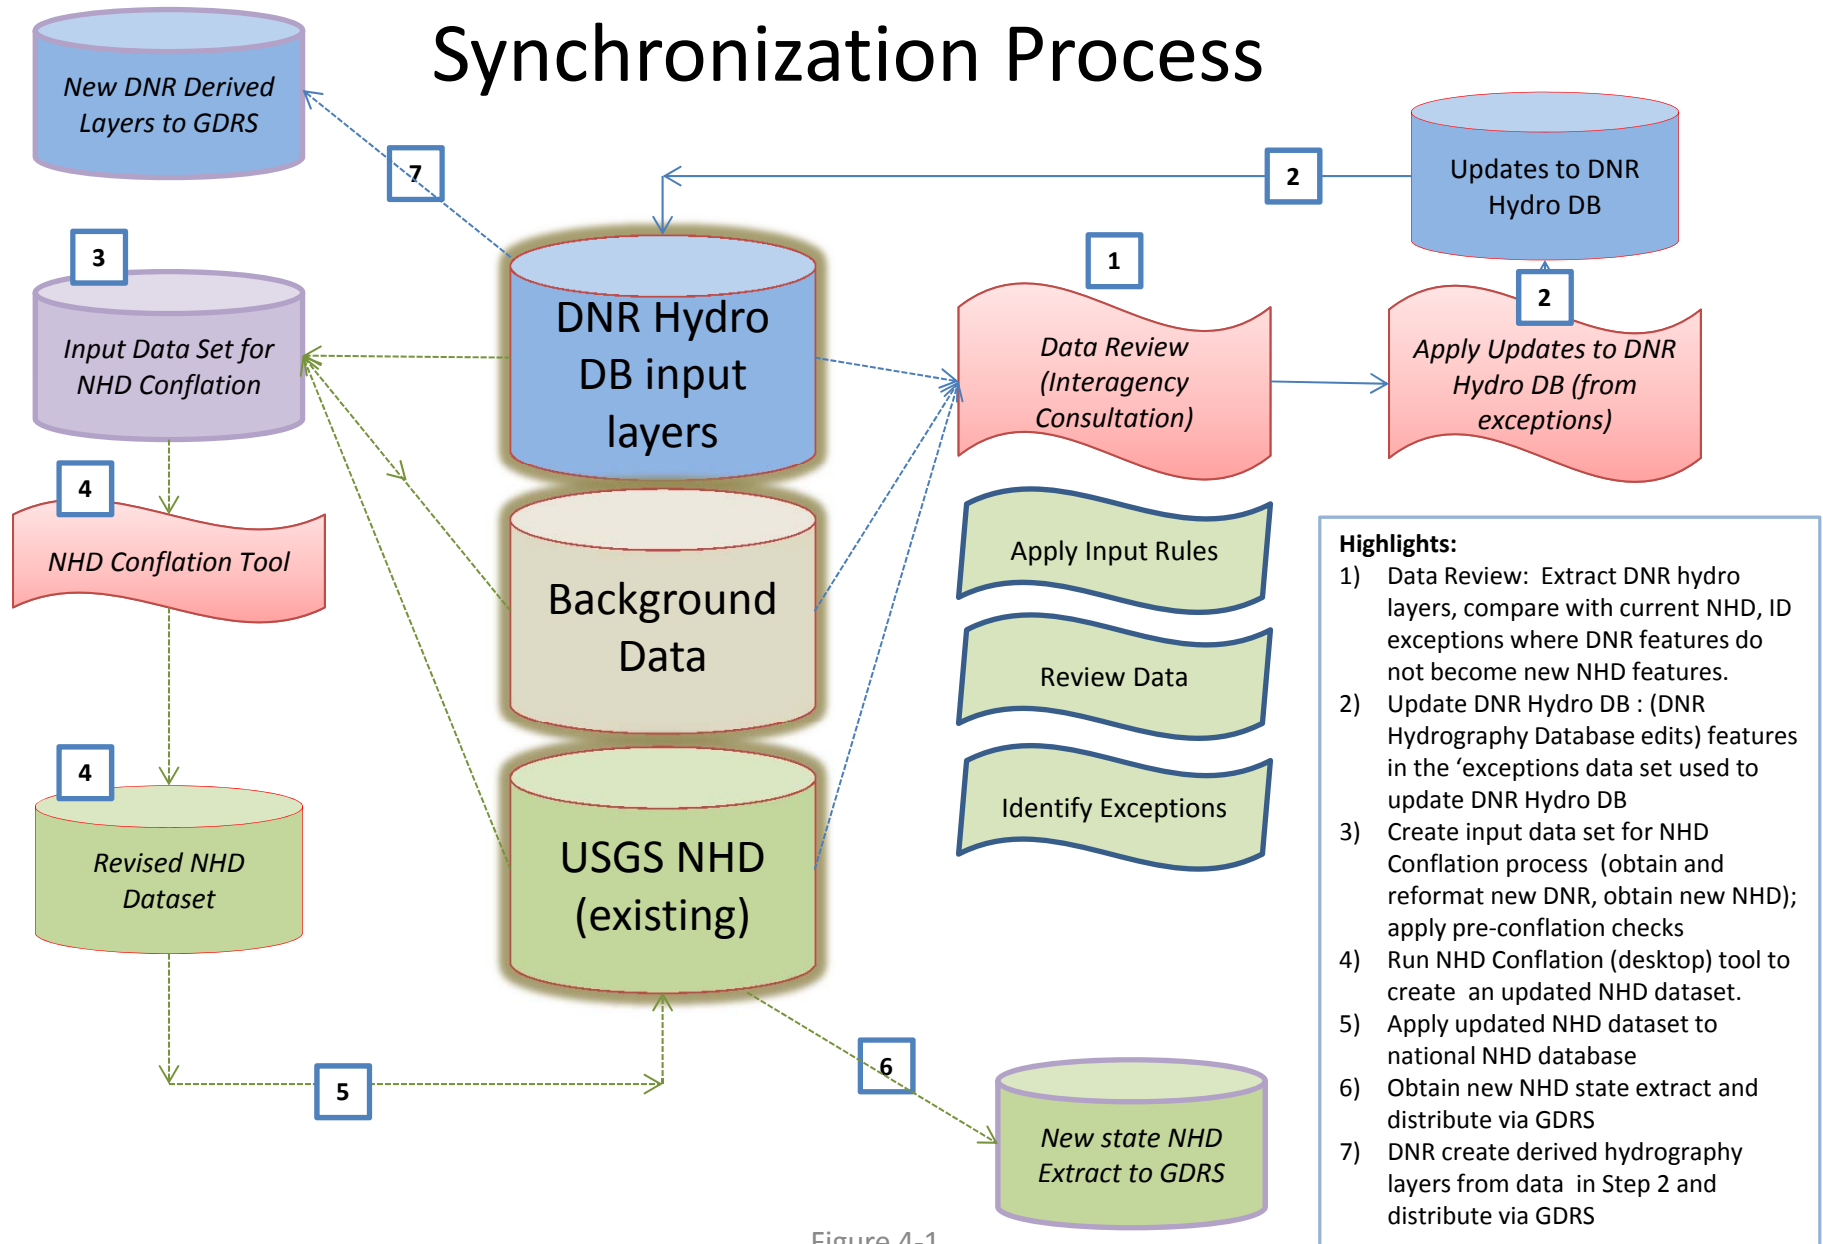 Synchronization Process
New DNR Derived
Layers to GDRS
7
2
Updates to DNR
Hydro DB
3
Input Data Set for
NHD Conflation
DNR Hydro
DB input
layers
1
Data Review
(Interagency
Consultation)
2
Apply Updates to DNR
Hydro DB (from
exceptions)
4
NHD Conflation Tool
Background
Data
Apply Input Rules
Review Data
Identify Exceptions
4
Revised NHD
Dataset
USGS NHD
(existing)
5
6
New state NHD
Extract to GDRS
Highlights:
1) Data Review: Extract DNR hydro
layers, compare with current NHD, ID
exceptions where DNR features do
not become new NHD features.
2) Update DNR Hydro DB : (DNR
Hydrography Database edits) features
in the ‘exceptions data set used to
update DNR Hydro DB
3) Create input data set for NHD
Conflation process (obtain and
reformat new DNR, obtain new NHD);
apply pre-conflation checks
4) Run NHD Conflation (desktop) tool to
create an updated NHD dataset.
5) Apply updated NHD dataset to
national NHD database
6) Obtain new NHD state extract and
distribute via GDRS
7) DNR create derived hydrography
layers from data in Step 2 and
distribute via GDRS
Figure 4-1